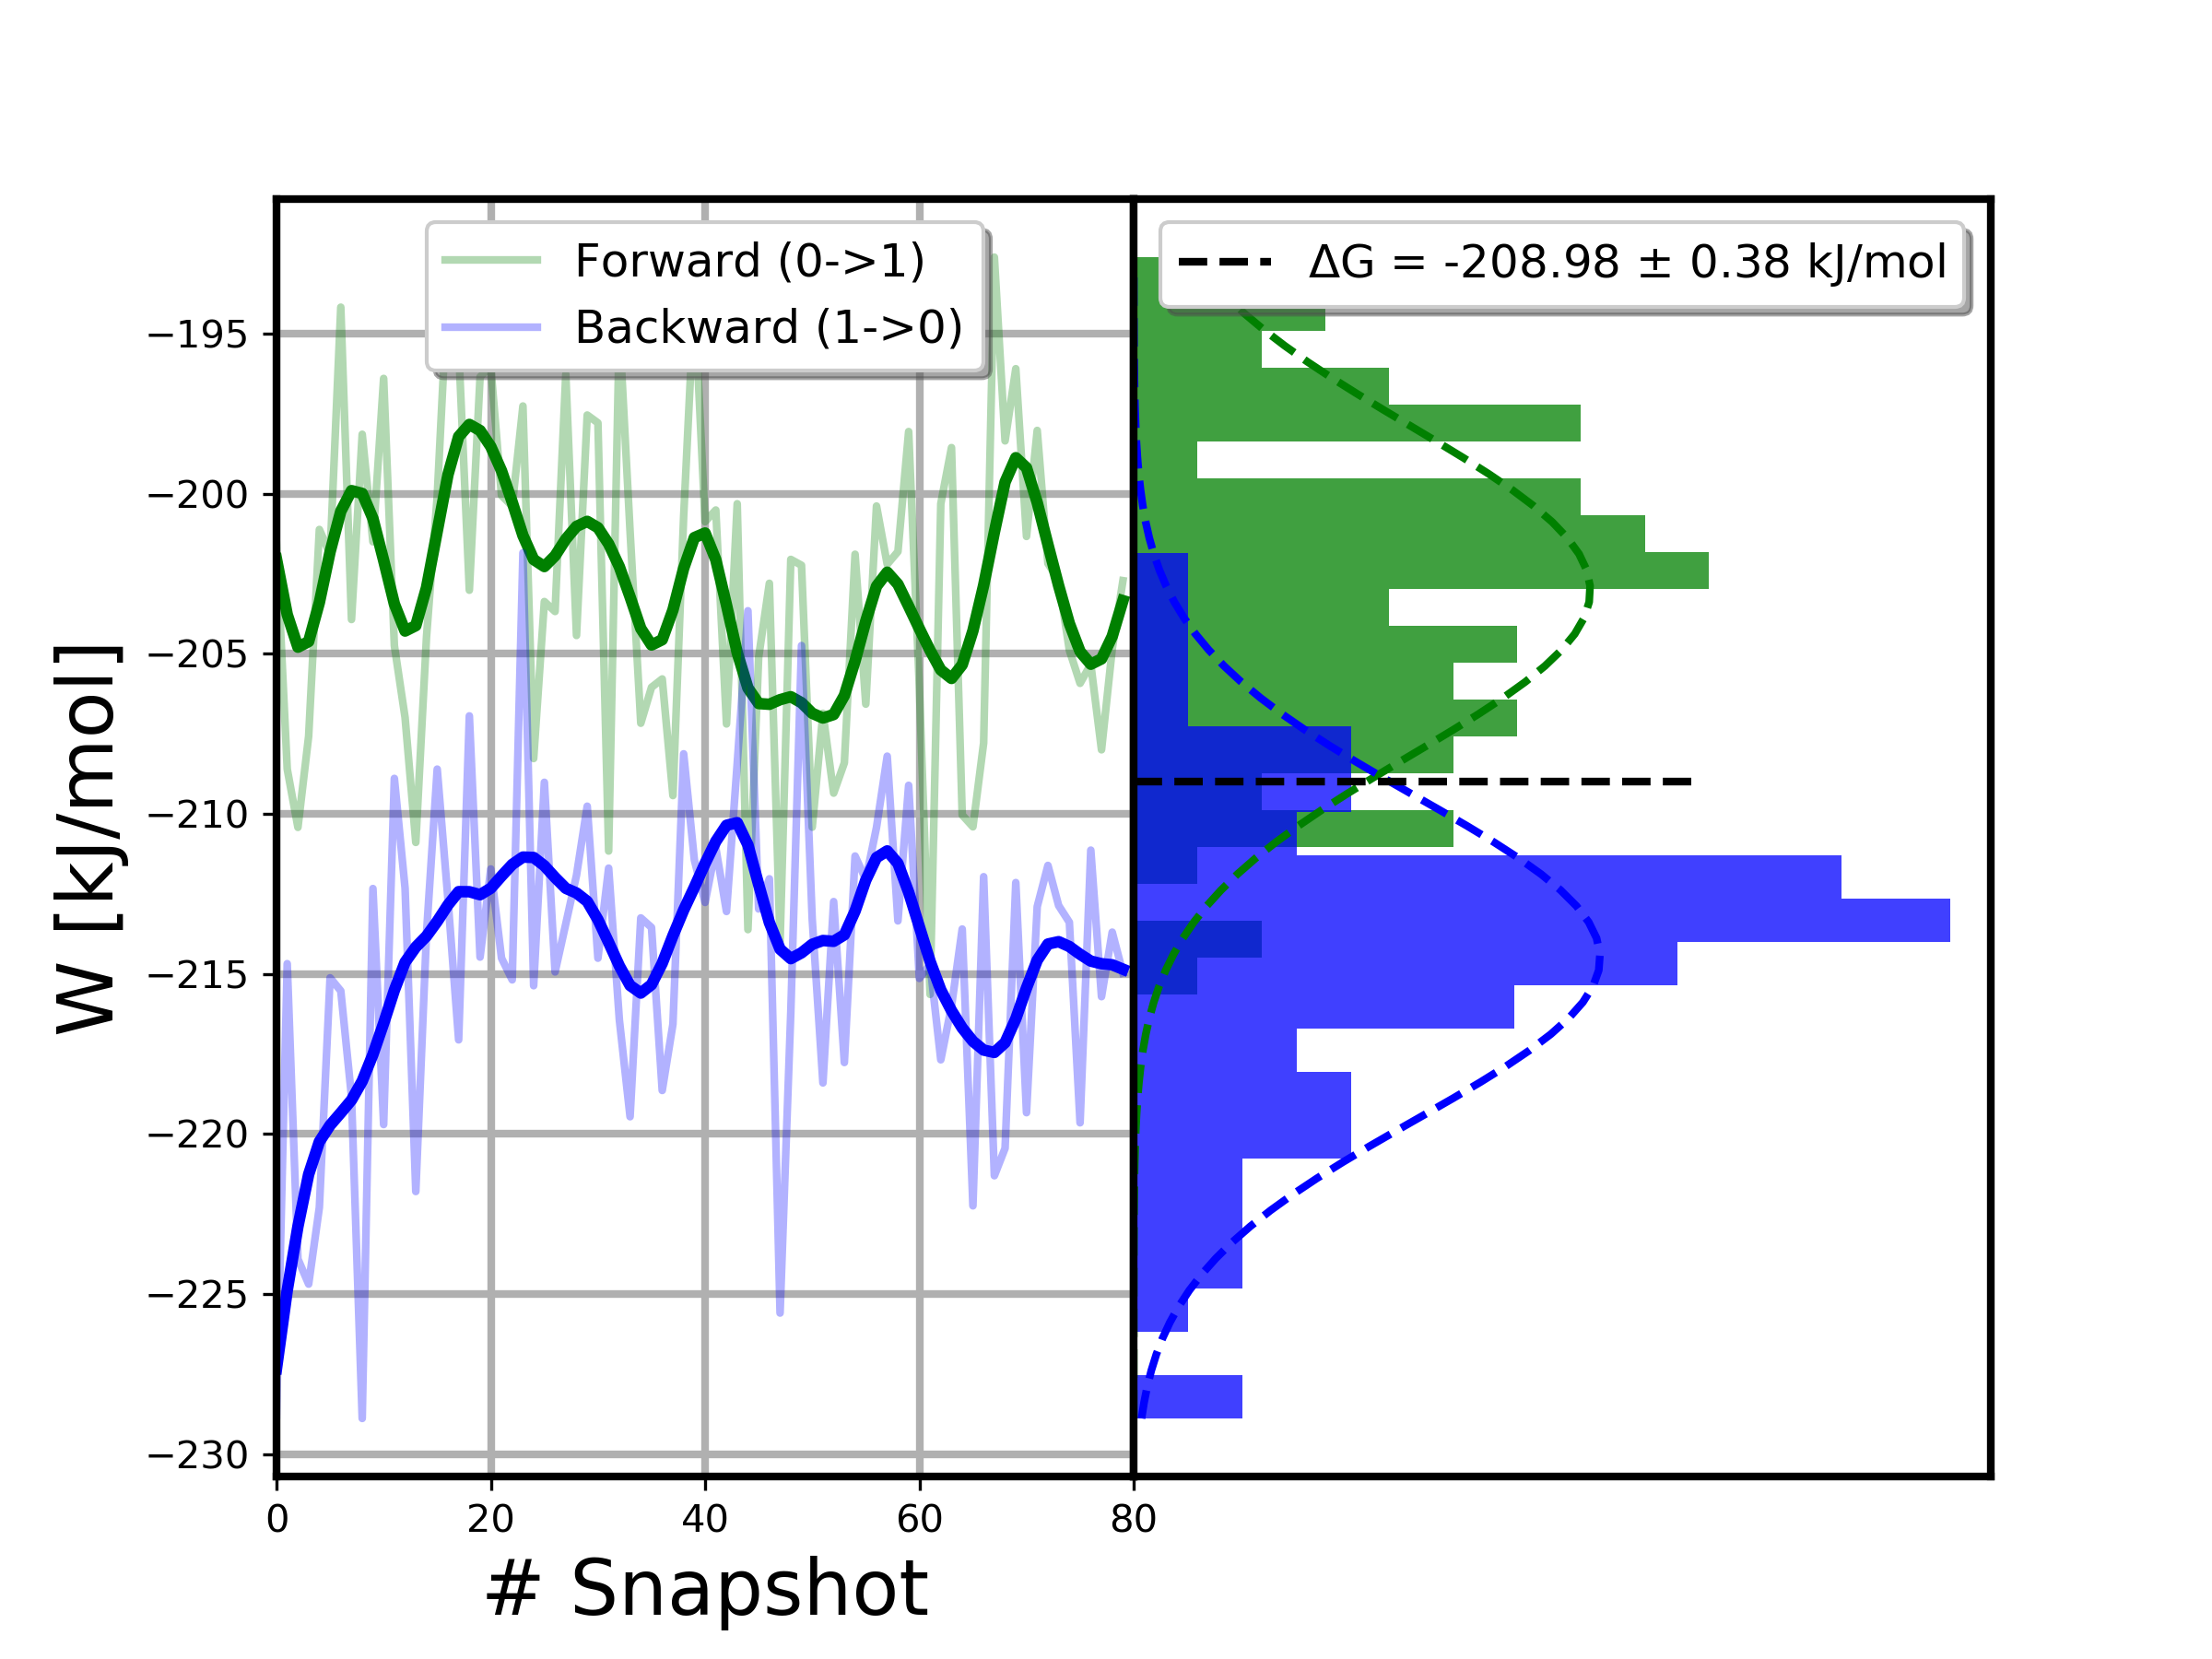 Forward (0->1)
Backward (1->0)
ΔG = -208.98 ± 0.38 kJ/mol
W [kJ/mol]
−195
−200
−205
−210
−215
−220
−225
−230
0 20 40 60 80
# Snapshot